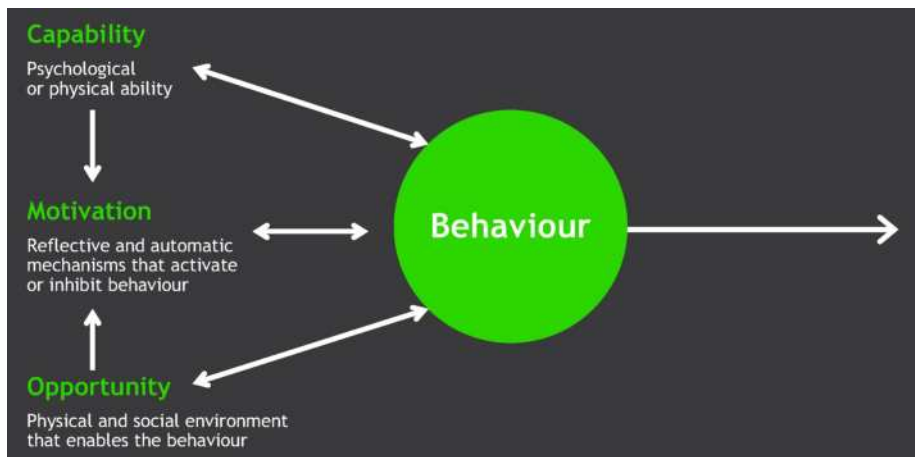 Capability
Psychological
or physical ability
Motivation
Reflective and automatic
mechanisms that activate
or inhibit behaviour
Behaviour
Opportunity
Physical and social environment
that enables the behaviour